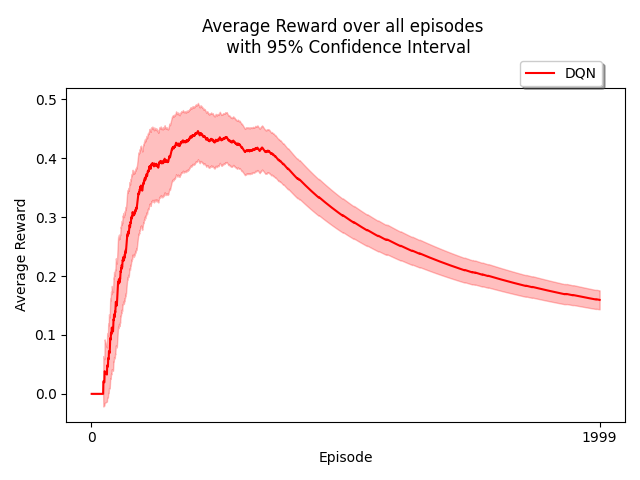 Average Reward over all episodes
with 95% Confidence Interval
DQN
0.5
0.4
0.3
0.2
0.1
0.0
Average Reward
0
1999
Episode